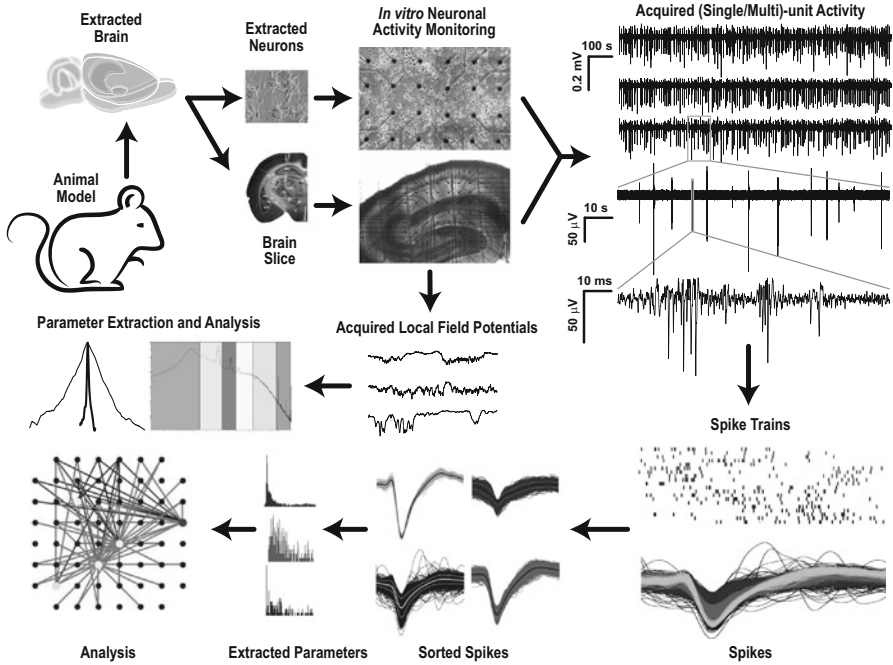 Extracted
Brain
Extracted
Neurons
In vitro Neuronal
Activity Monitoring
Acquired (Single/Multi)-unit Activity
100 s
0.2 mV
Animal
Model
Brain
Slice
10 s
50 μV
10 ms
50 μV
Parameter Extraction and Analysis
Acquired Local Field Potentials
Spike Trains
Analysis
Extracted Parameters
Sorted Spikes
Spikes